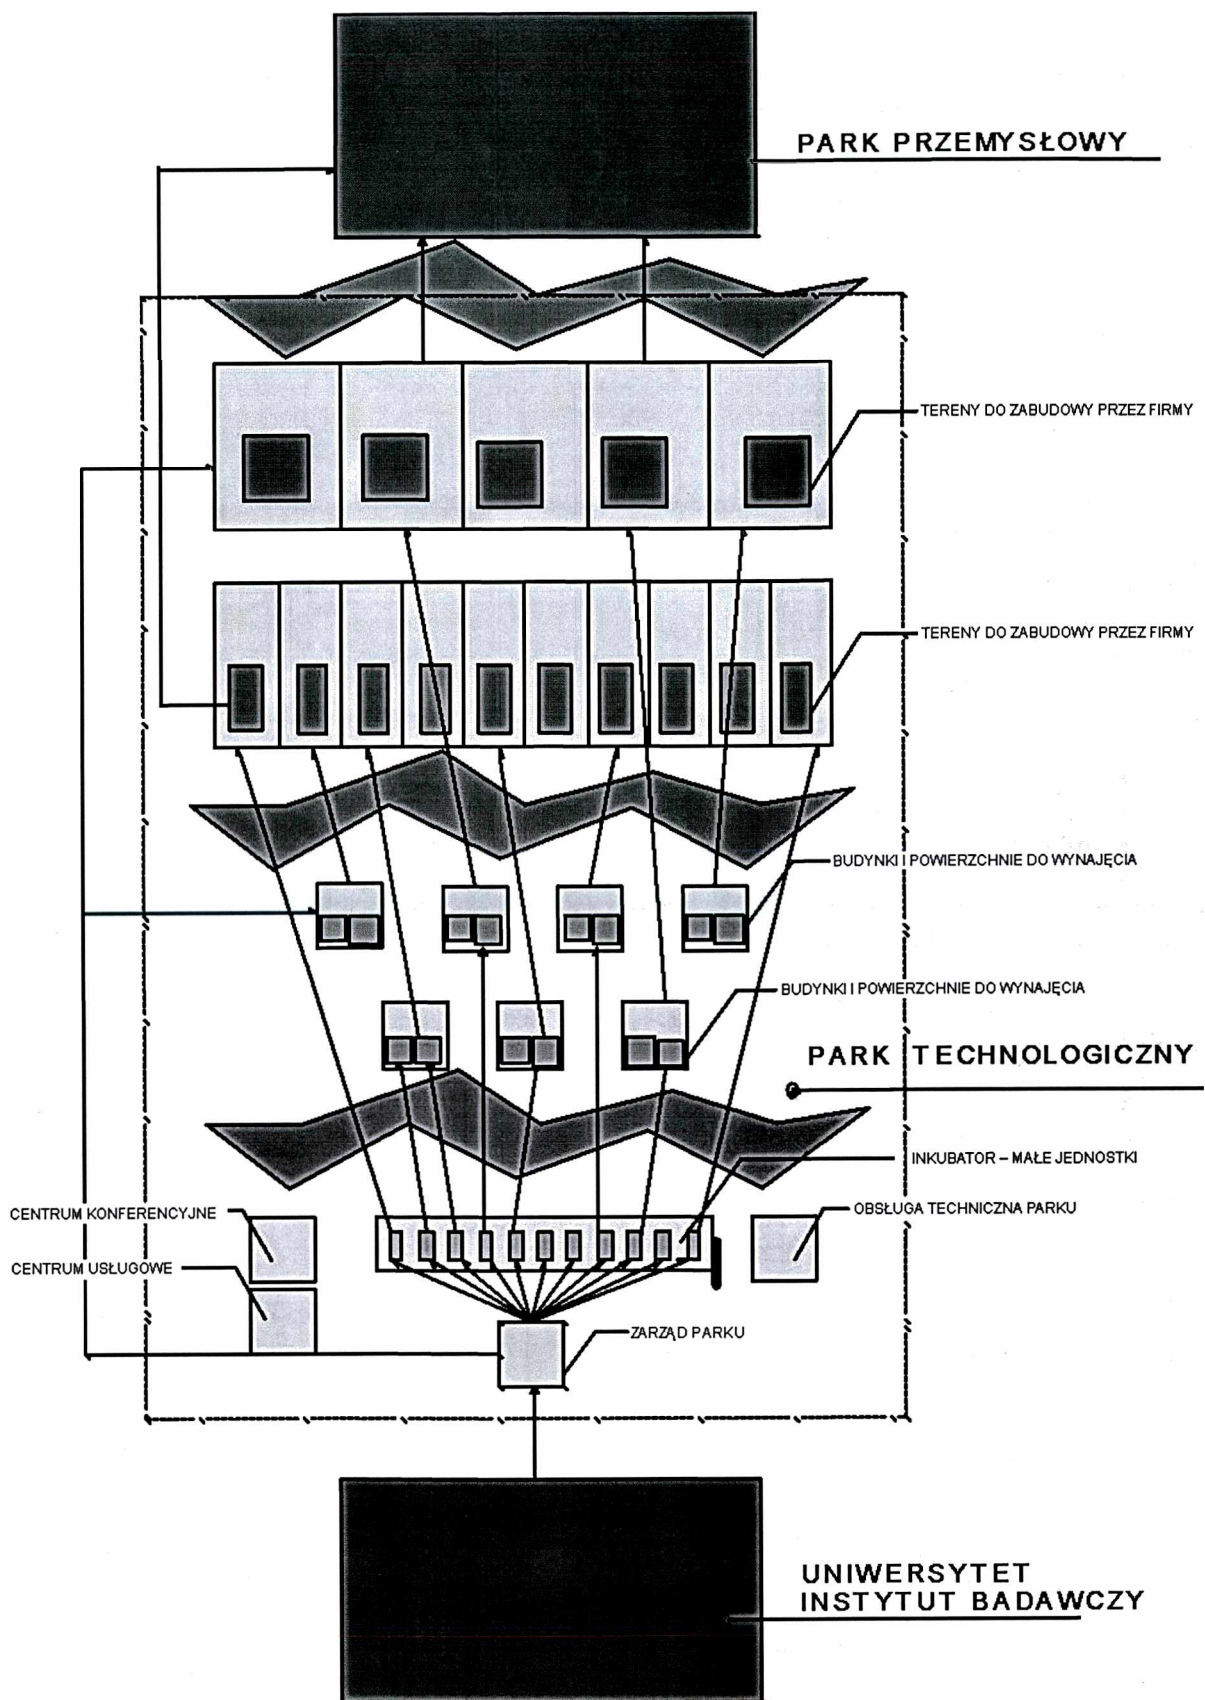 PARK PRZEMYSŁOWY
TERENY DO ZABUDOWY PRZEZ FIRMY
TERENY DO ZABUDOWY PRZEZ FIRMY
BUDYNKI I POWIERZCHNIE DO WYNAJĘCIA
BUDYNKI I POWIERZCHNIE DO WYNAJĘCIA
PARK TECHNOLOGICZNY
INKUBATOR – MAŁE JEDNOSTKI
OBSŁUGA TECHNICZNA PARKU
CENTRUM KONFERENCYJNE
CENTRUM USŁUGOWE
ZARZĄD PARKU
UNIWERSYTET
INSTYTUT BADAWCZY